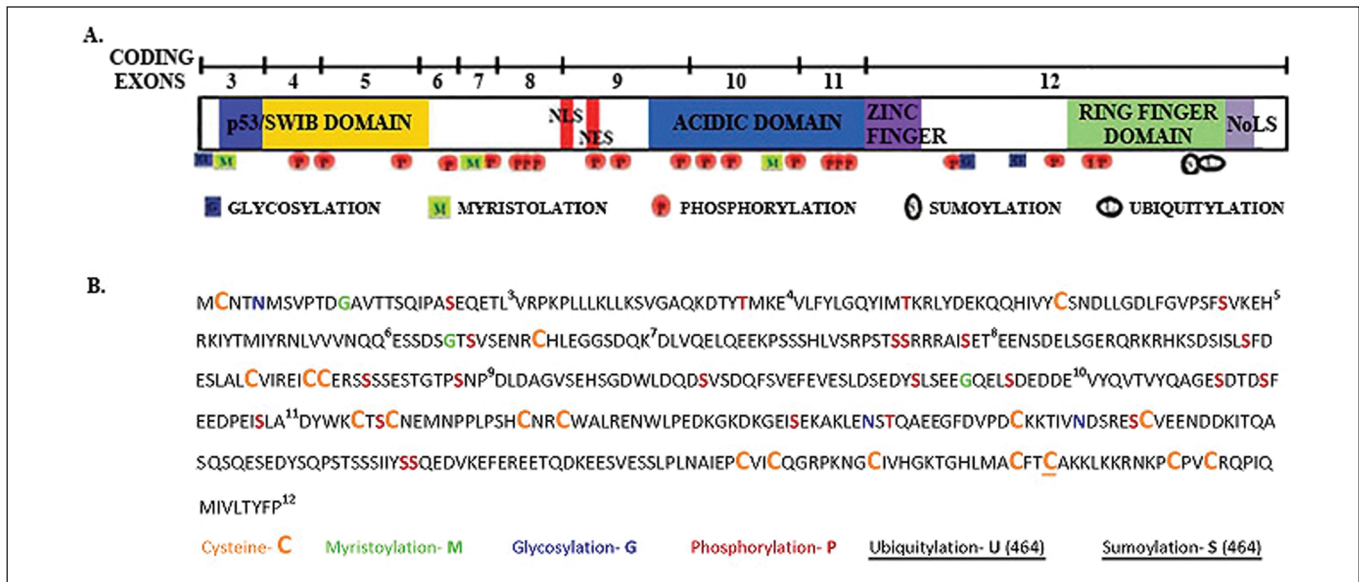 A.
CODING
EXONS 3 4 5 6 7 8 9 10 11 12
p53/SWIB DOMAIN NLS NES ACIDIC DOMAIN ZINC FINGER RING FINGER DOMAIN NoLS
M P P P P M P P P P P P P P P M P P P P P G P P
G GLYCOSYLATION M MYRISTOLATION P PHOSPHORYLATION S SUMOYLATION UBIQUITYLATION
B.
MCNTNMSVPTDGAVTTSQIPASEQETL³VRPKPLLLKLLKSVGAQKDTYTMKE⁴VLFYLGQYIMTKRLYDEKQQHIVYCSNDLLGDLFGVPSFSVKEH⁵
RKIYTMIYRNLVVVNQQ⁶ESSDSGTSVSENRCHLEGGSDQK⁷DLVQELQEEKPSSSHLVSRPSTSSRRRAISET⁸EENSDELSGERQRKRHKSDSISLSFD
ESLALCVIREICCERSSSSESTGTPSNP⁹DLDAGVSEHSGDWLDQDSVSDQFSVEFEVESLDSEDYSLSEEGQELSDEDDE¹⁰VYQVTVYQAGESDTDSF
EEDPEISLA¹¹DYWKCTSCNEMNPPLPSHCNRCWALRENWLPEDKGKDKGEISEKAKLENSTQAEEGFDVPDCKKTIVNDSRESCVEENDDKITQA
SQSQESEDYSQPSTSSSIIYSSQEDVKEFEREETQDKEESVESSLPLNAIEPCVICQGRPKNGCIVHGKTGHLMACFTCAKKLKKRNKPCPVCRQPIQ
MIVLTYFP¹²
Cysteine- C Myristoylation- M Glycosylation- G Phosphorylation- P Ubiquitylation- U (464) Sumoylation- S (464)